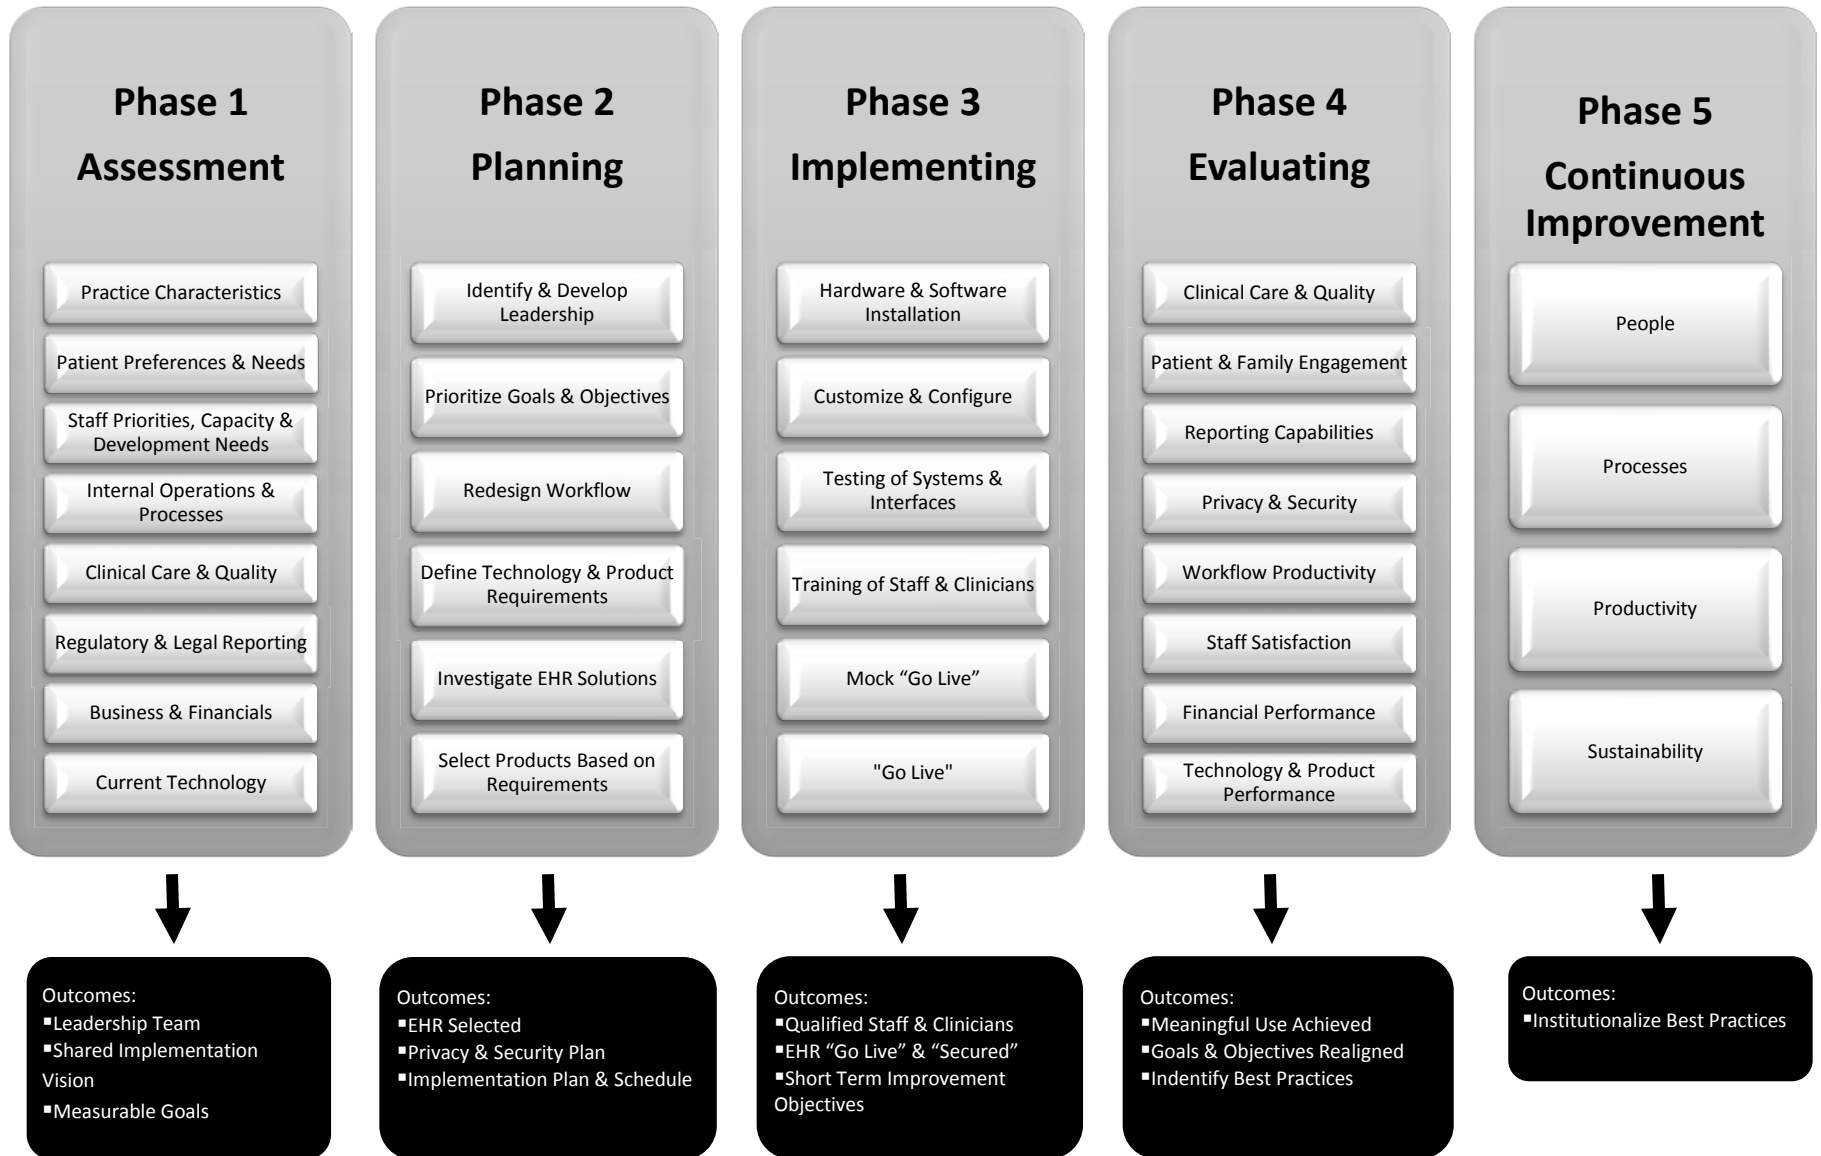 Phase 1
Assessment
Practice Characteristics
Patient Preferences & Needs
Staff Priorities, Capacity &
Development Needs
Internal Operations &
Processes
Clinical Care & Quality
Regulatory & Legal Reporting
Business & Financials
Current Technology
Outcomes:
▪Leadership Team
▪Shared Implementation
Vision
▪Measurable Goals
Phase 2
Planning
Identify & Develop
Leadership
Prioritize Goals & Objectives
Redesign Workflow
Define Technology & Product
Requirements
Investigate EHR Solutions
Select Products Based on
Requirements
Outcomes:
▪EHR Selected
▪Privacy & Security Plan
▪Implementation Plan & Schedule
Phase 3
Implementing
Hardware & Software
Installation
Customize & Configure
Testing of Systems &
Interfaces
Training of Staff & Clinicians
Mock “Go Live”
"Go Live"
Outcomes:
▪Qualified Staff & Clinicians
▪EHR “Go Live” & “Secured”
▪Short Term Improvement
Objectives
Phase 4
Evaluating
Clinical Care & Quality
Patient & Family Engagement
Reporting Capabilities
Privacy & Security
Workflow Productivity
Staff Satisfaction
Financial Performance
Technology & Product
Performance
Outcomes:
▪Meaningful Use Achieved
▪Goals & Objectives Realigned
▪Indentify Best Practices
Phase 5
Continuous
Improvement
People
Processes
Productivity
Sustainability
Outcomes:
▪Institutionalize Best Practices